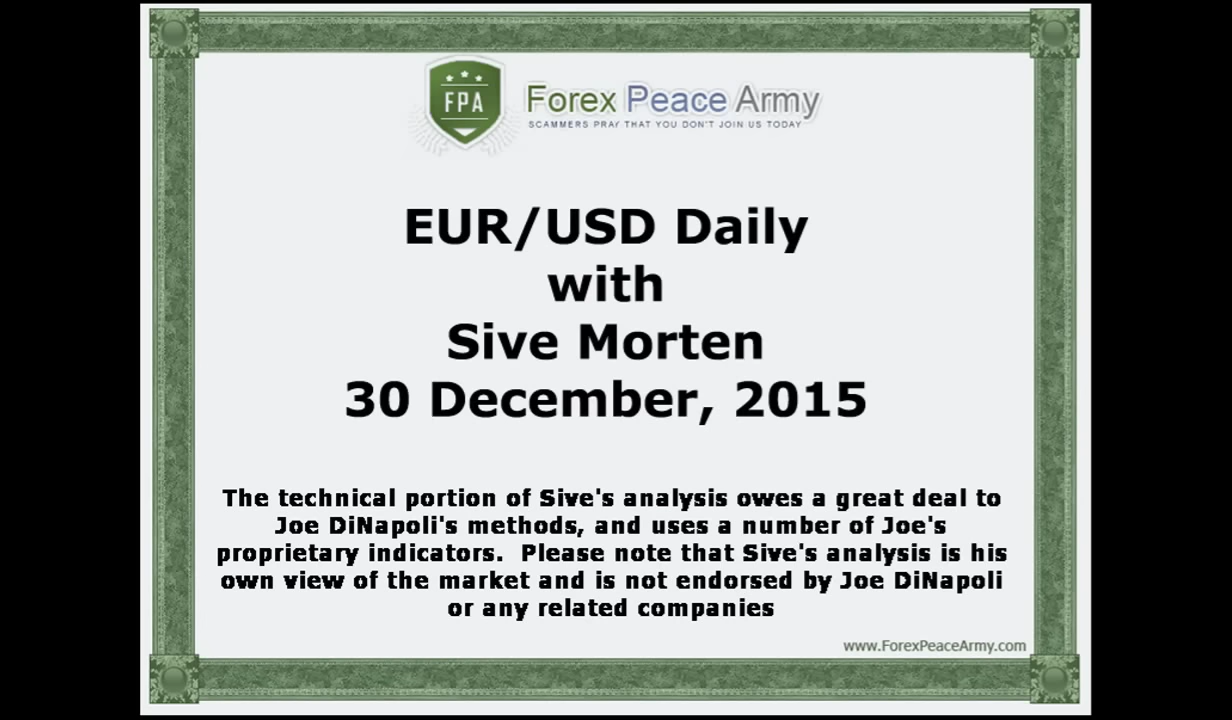 FPA
Forex Peace Army
SCAMMERS PRAY THAT YOU DON'T JOIN US TODAY
EUR/USD Daily
with
Sive Morten
30 December, 2015
The technical portion of Sive's analysis owes a great deal to
Joe DiNapoli's methods, and uses a number of Joe's
proprietary indicators.  Please note that Sive's analysis is his
own view of the market and is not endorsed by Joe DiNapoli
or any related companies
www.ForexPeaceArmy.com